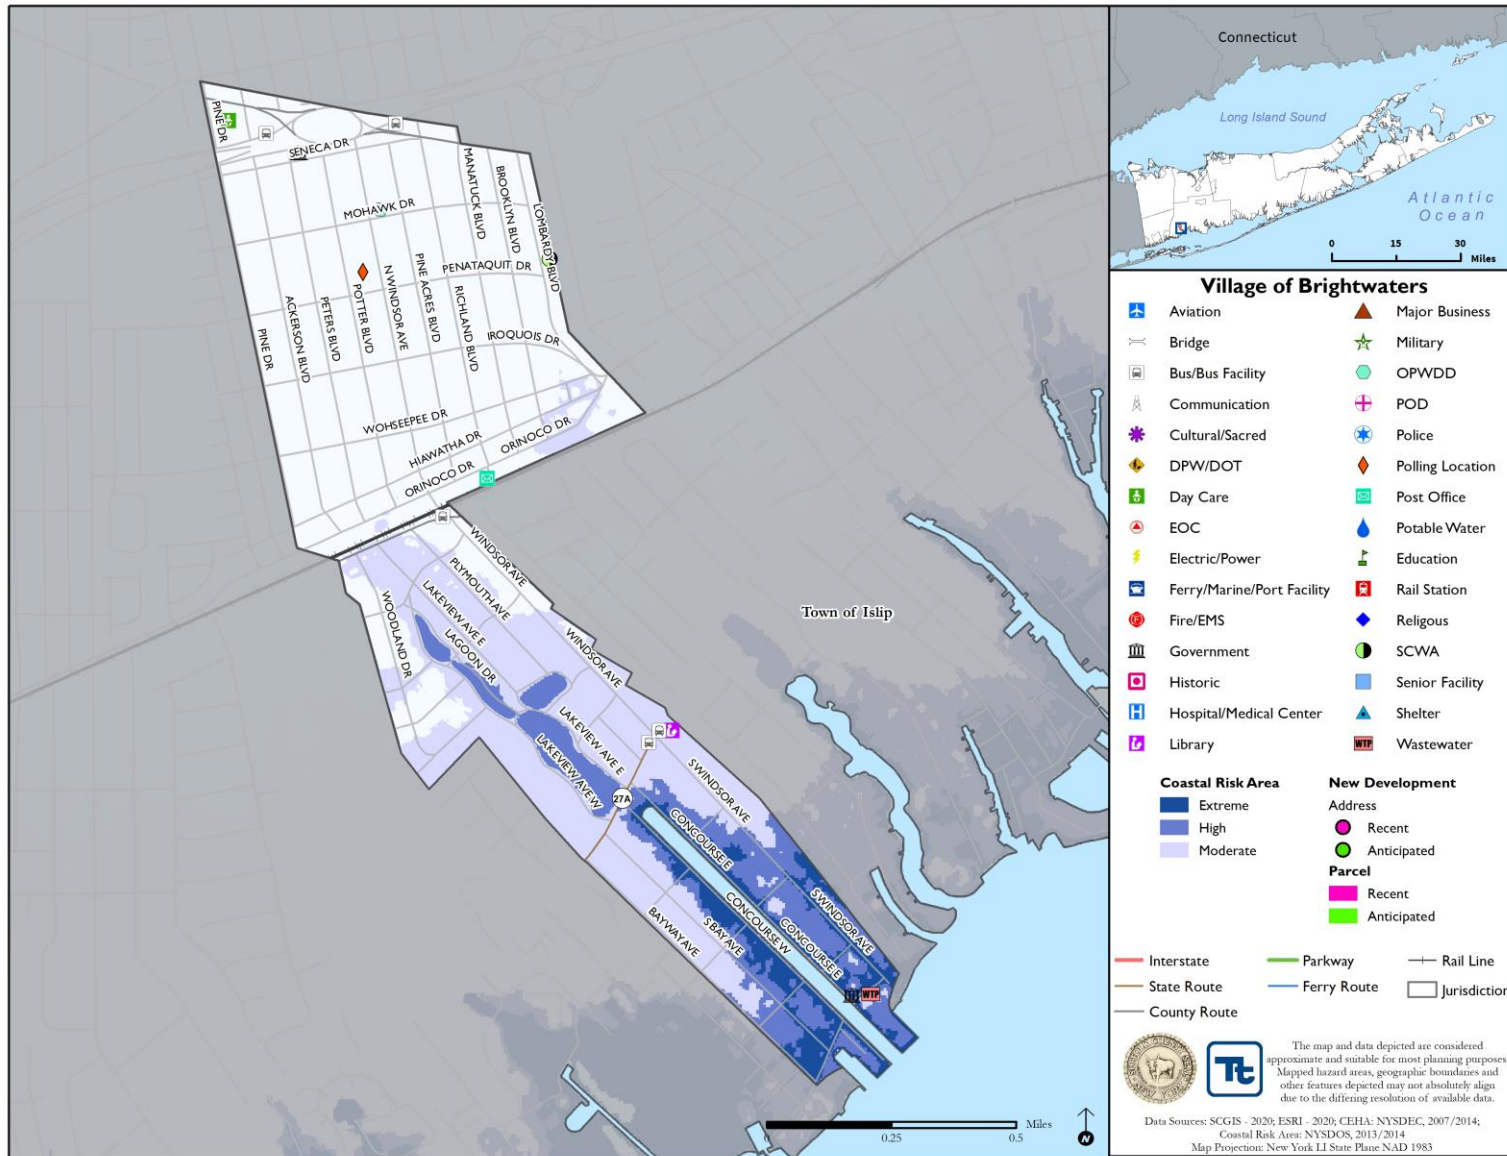 PINE DR
SENECA DR
MANATUCK BLVD
BROOKLYN BLVD
LOMBARDY BLVD
MOHAWK DR
PENATAQUIT DR
PINE DR
ACKERSON BLVD
PETERS BLVD
POTTER BLVD
N WINDSOR AVE
PINE ACRES BLVD
RICHLAND BLVD
IROQUOIS DR
WOHSEEPEE DR
HIAWATHA DR
ORINOCO DR
ORINOCO DR
WINDSOR AVE
PLYMOUTH AVE
LAKEVIEW AVE E
LAGOON DR
WOODLAND DR
WINDSOR AVE
Town of Islip
LAKEVIEW AVE E
LAKEVIEW AVE W
27A
S WINDSOR AVE
CONCOURSE E
CONCOURSE W
CONCOURSE E
S WINDSOR AVE
S BAY AVE
BAYWAY AVE
WTP
0.25
0.5
Miles
N
Connecticut
Long Island Sound
Atlantic
Ocean
0 15 30
Miles
Village of Brightwaters
Aviation
Bridge
Bus/Bus Facility
Communication
Cultural/Sacred
DPW/DOT
Day Care
EOC
Electric/Power
Ferry/Marine/Port Facility
Fire/EMS
Government
Historic
Hospital/Medical Center
Library
Major Business
Military
OPWDD
POD
Police
Polling Location
Post Office
Potable Water
Education
Rail Station
Religous
SCWA
Senior Facility
Shelter
WTP Wastewater
Coastal Risk Area
Extreme
High
Moderate
New Development
Address
Recent
Anticipated
Parcel
Recent
Anticipated
Interstate
State Route
County Route
Parkway
Ferry Route
Rail Line
Jurisdiction
Tt
The map and data depicted are considered
approximate and suitable for most planning purposes
Mapped hazard areas, geographic boundaries and
other features depicted may not absolutely align
due to the differing resolution of available data.
Data Sources: SCGIS - 2020; ESRI - 2020; CEHA: NYSDEC, 2007/2014;
Coastal Risk Area: NYSDOS, 2013/2014
Map Projection: New York LI State Plane NAD 1983